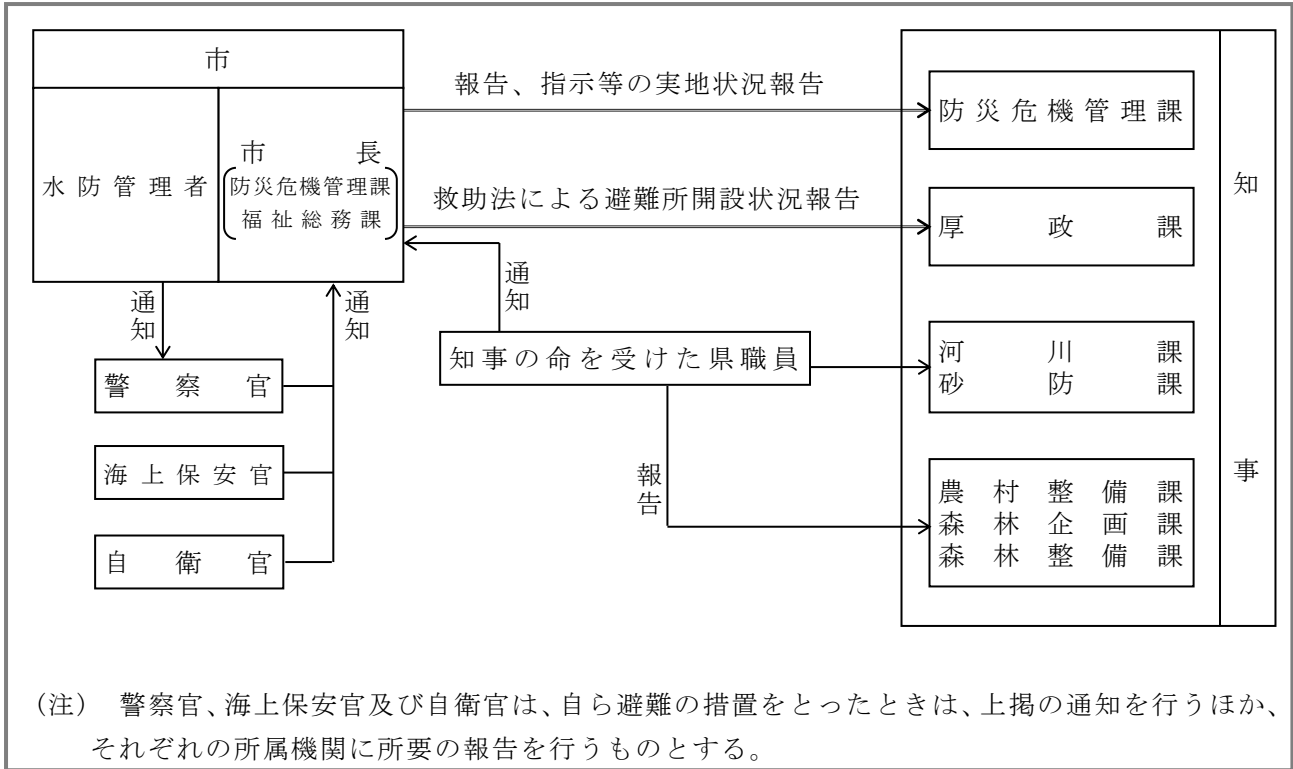 市
水防管理者
市長
防災危機管理課
福祉総務課
報告、指示等の実地状況報告
救助法による避難所開設状況報告
通知
通知
通知
警察官
海上保安官
自衛官
知事の命を受けた県職員
報告
防災危機管理課
厚政課
河川課
砂防課
農村整備課
森林企画課
森林整備課
知事
(注) 警察官、海上保安官及び自衛官は、自ら避難の措置をとったときは、上掲の通知を行うほか、
それぞれの所属機関に所要の報告を行うものとする。